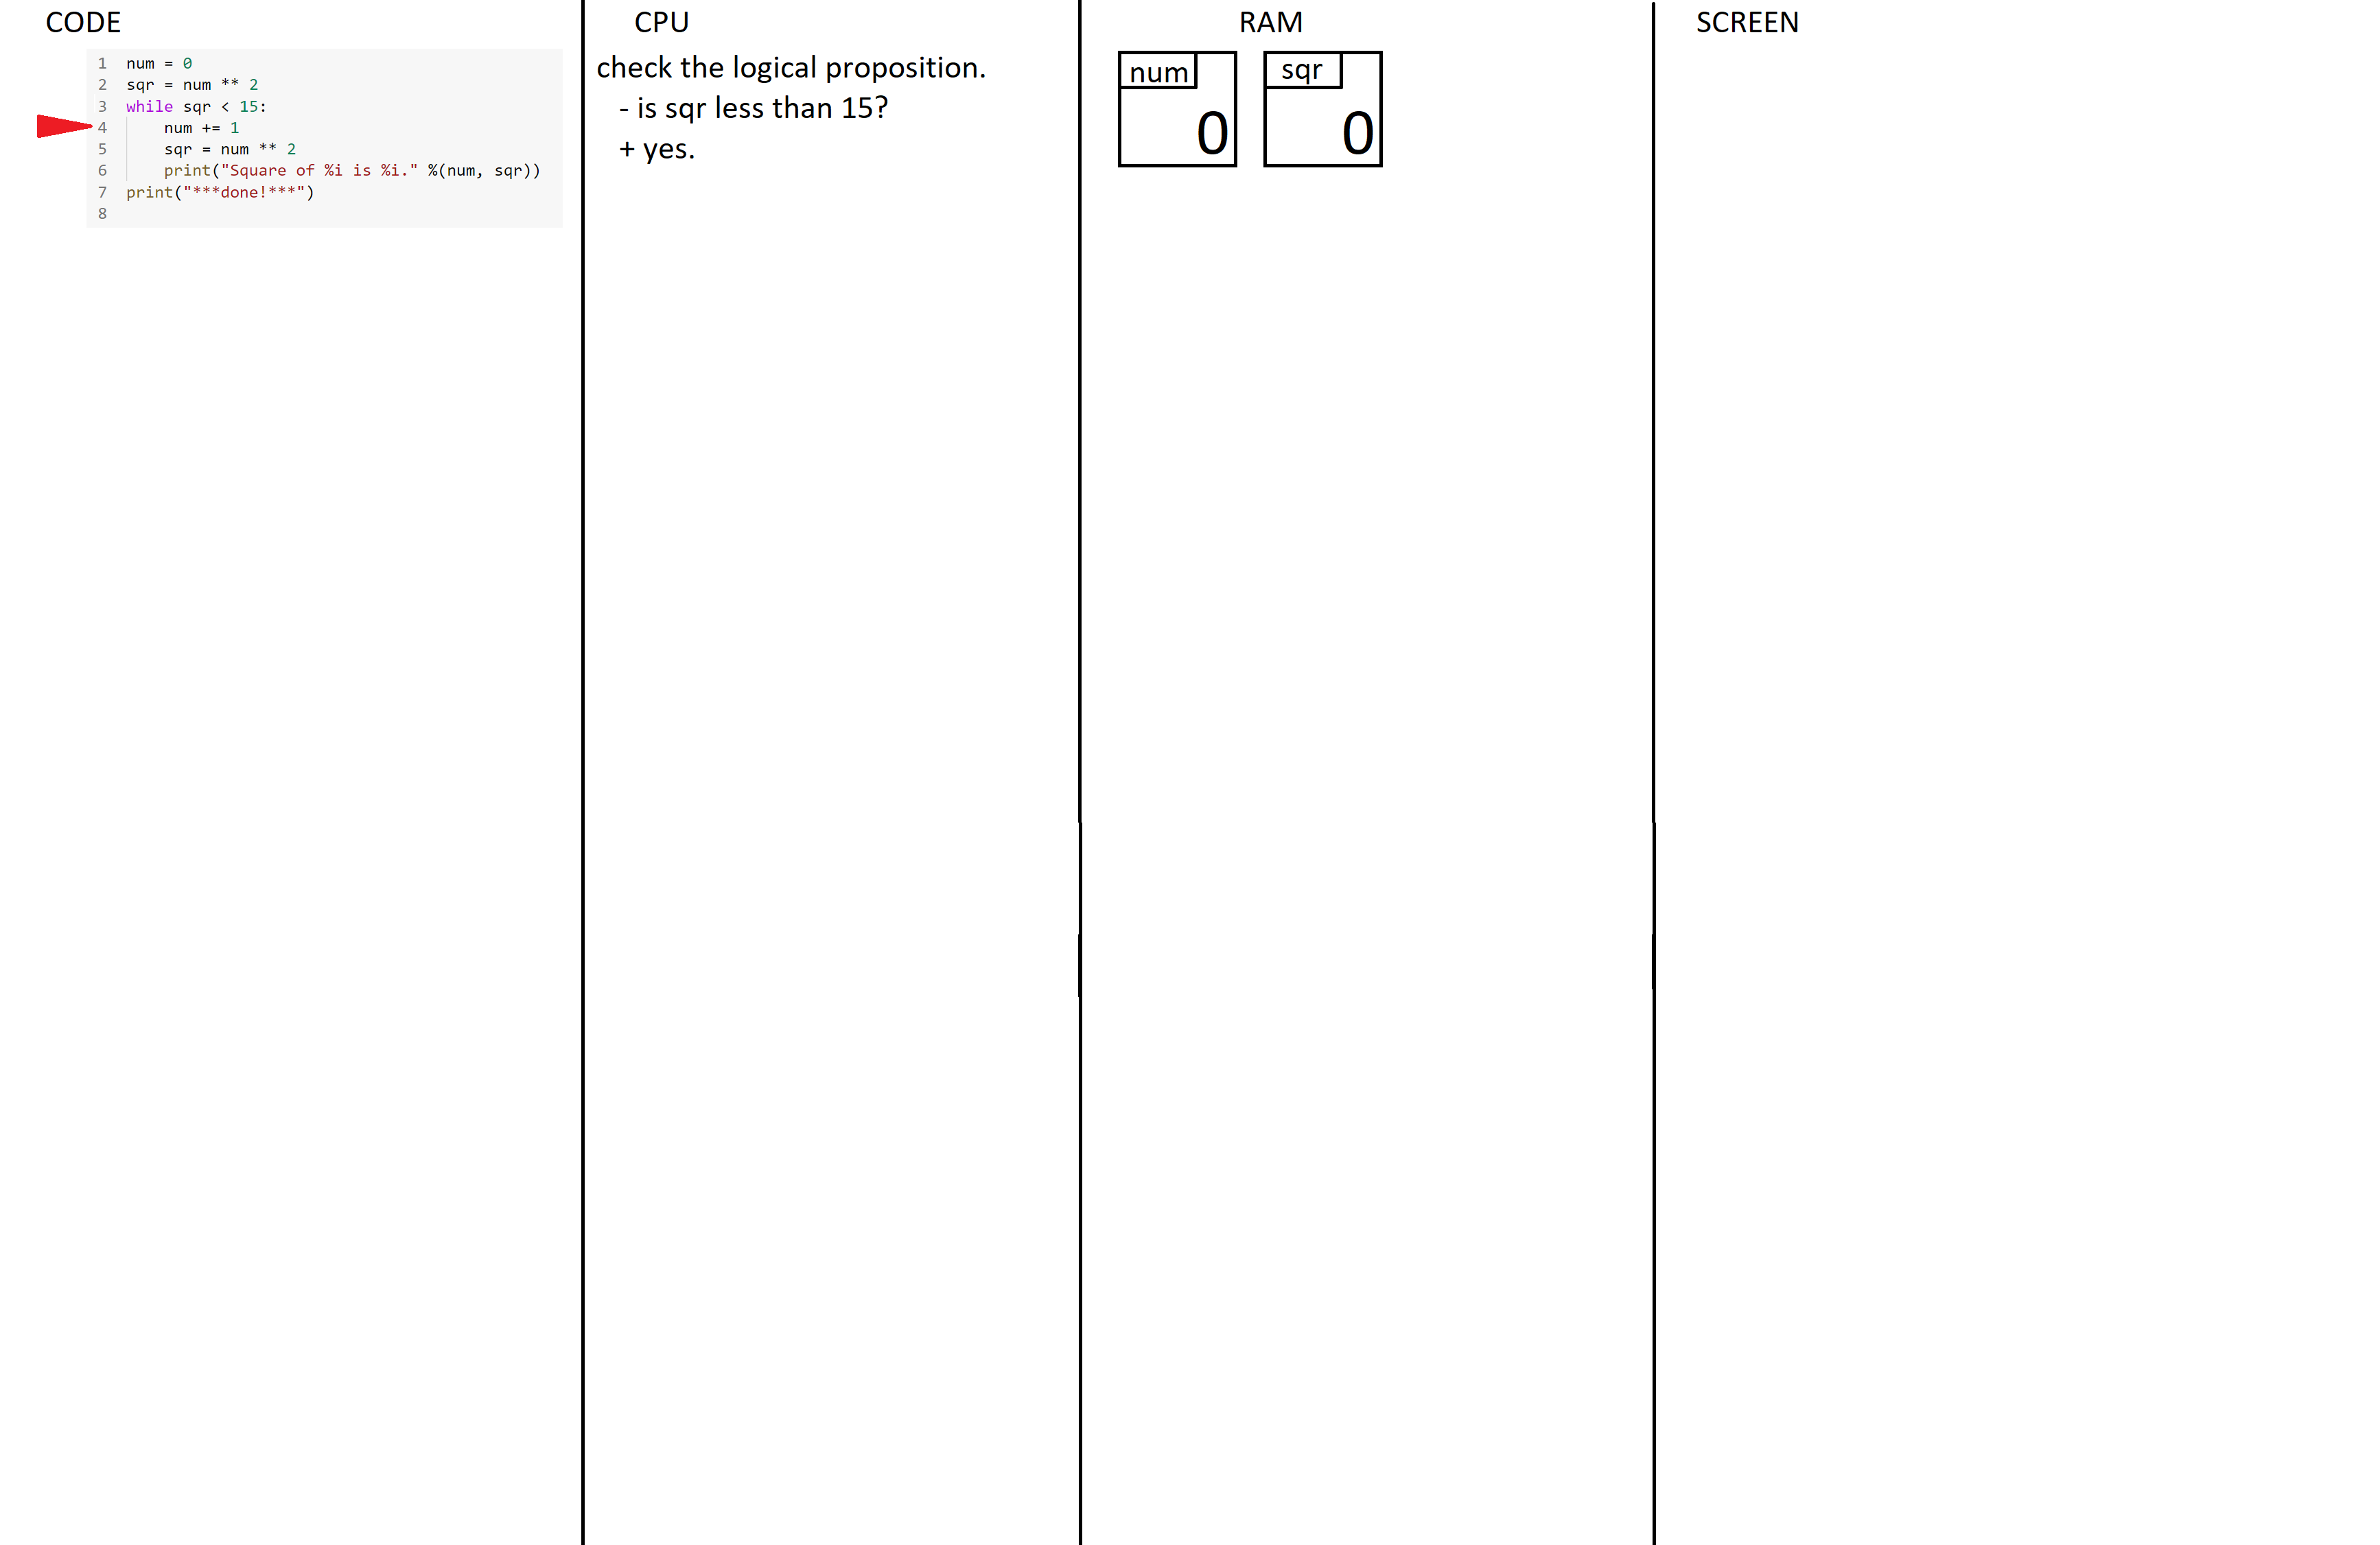 CODE
1 num = 0
2 sqr = num ** 2
3 while sqr < 15:
4     num += 1
5     sqr = num ** 2
6     print("Square of %i is %i." %(num, sqr))
7 print("***done!***")
8
CPU
check the logical proposition.
- is sqr less than 15?
+ yes.
RAM
num
0
sqr
0
SCREEN